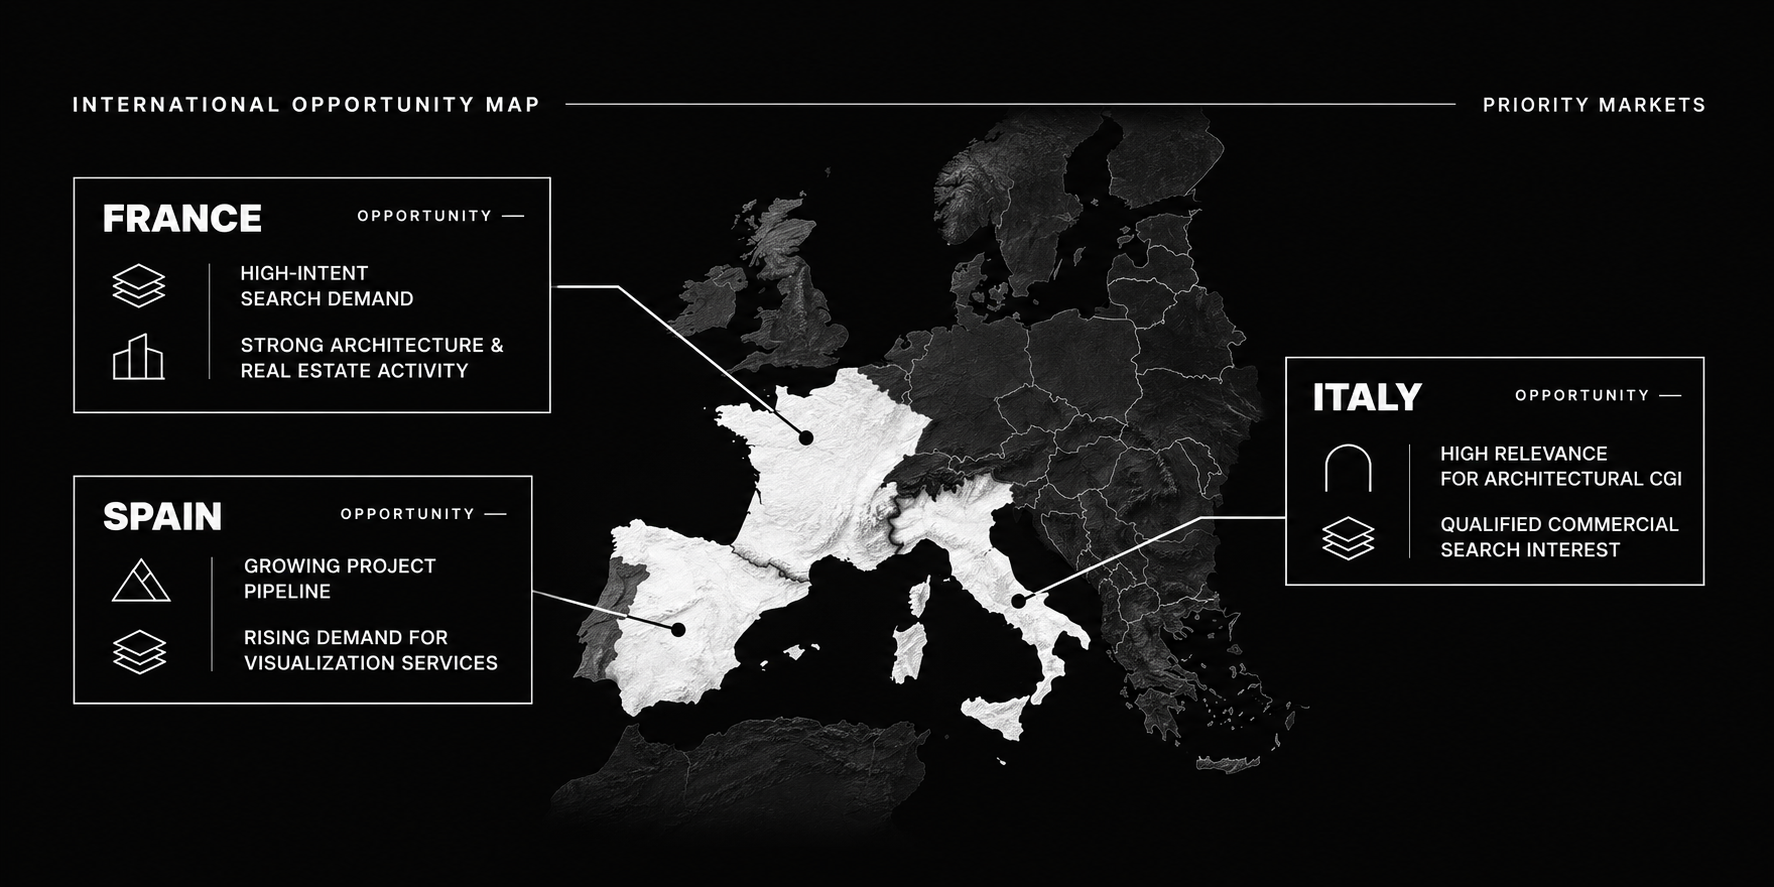 INTERNATIONAL OPPORTUNITY MAP
PRIORITY MARKETS
FRANCE
OPPORTUNITY —
HIGH-INTENT
SEARCH DEMAND
STRONG ARCHITECTURE &
REAL ESTATE ACTIVITY
SPAIN
OPPORTUNITY —
GROWING PROJECT
PIPELINE
RISING DEMAND FOR
VISUALIZATION SERVICES
ITALY
OPPORTUNITY —
HIGH RELEVANCE
FOR ARCHITECTURAL CGI
QUALIFIED COMMERCIAL
SEARCH INTEREST